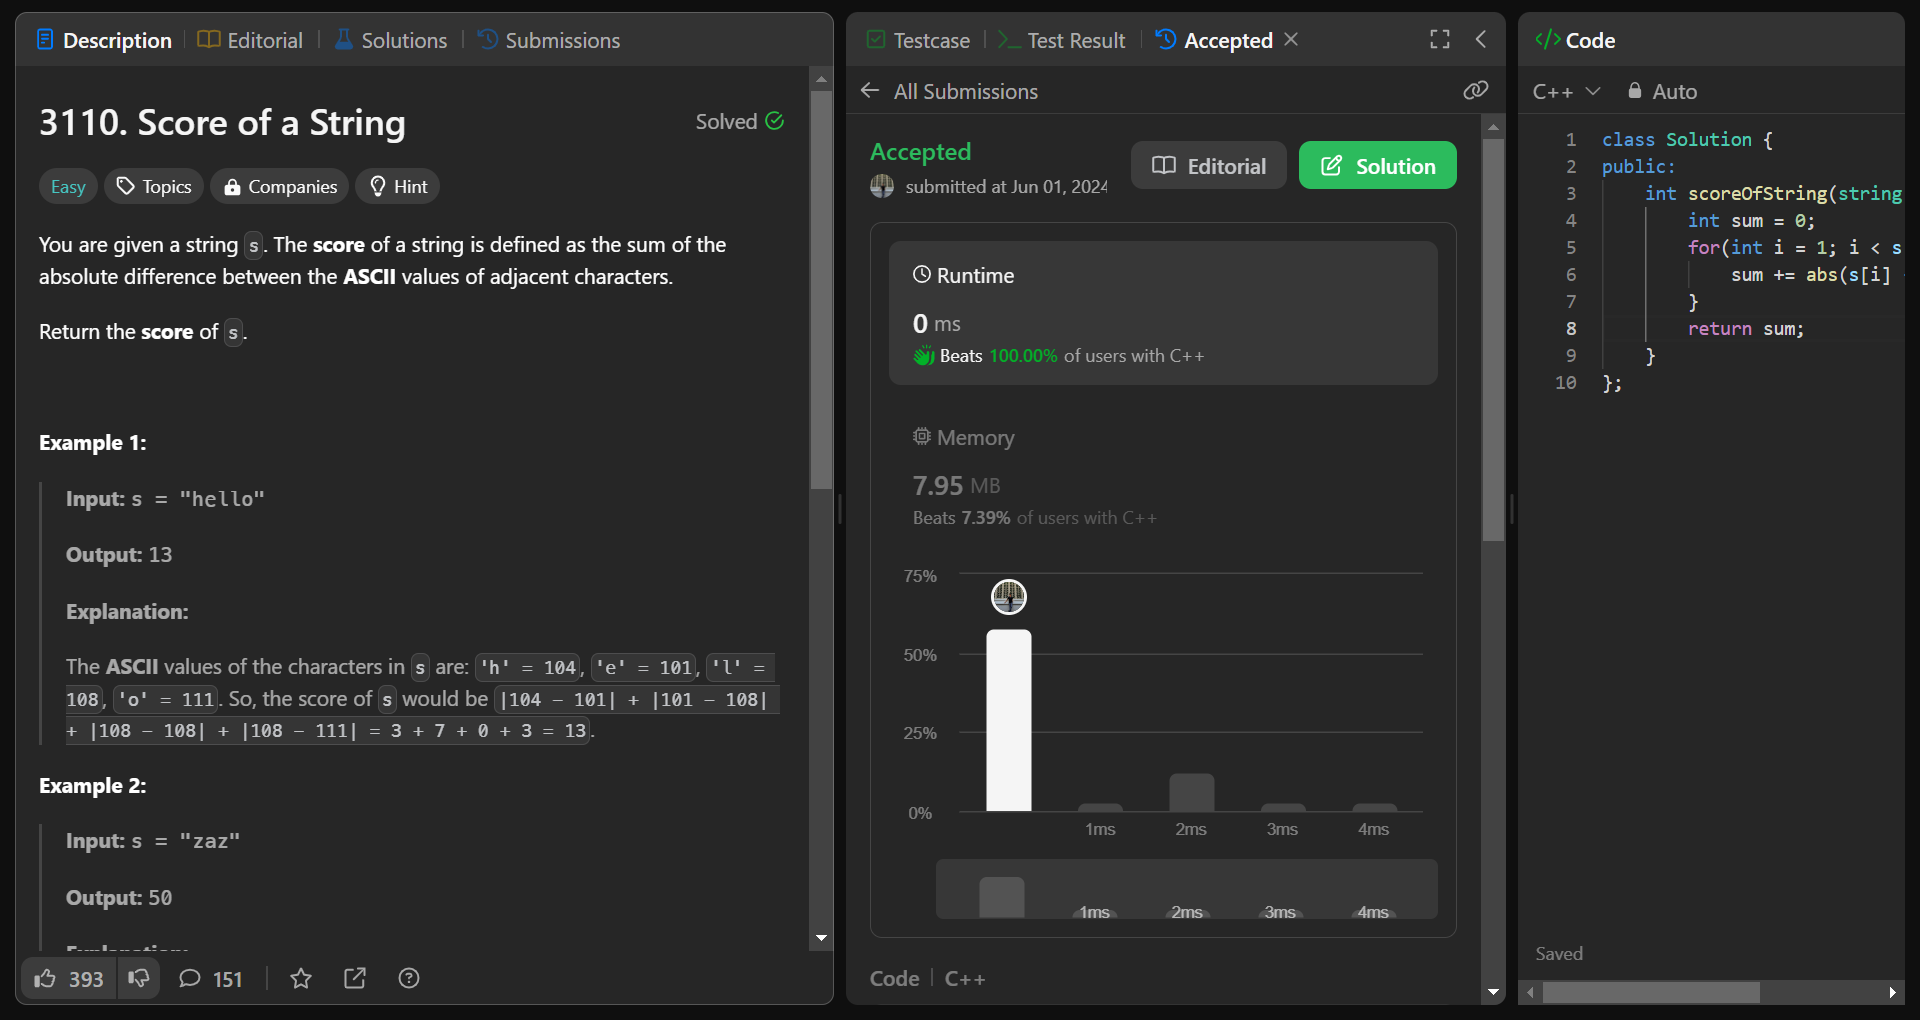 Description
Editorial
Solutions
Submissions
3110. Score of a String
Solved
Easy
Topics
Companies
Hint
You are given a string s. The score of a string is defined as the sum of the
absolute difference between the ASCII values of adjacent characters.
Return the score of s.
Example 1:
Input: s = "hello"
Output: 13
Explanation:
The ASCII values of the characters in s are: 'h' = 104, 'e' = 101, 'l' =
108, 'o' = 111. So, the score of s would be |104 - 101| + |101 - 108|
+ |108 - 108| + |108 - 111| = 3 + 7 + 0 + 3 = 13.
Example 2:
Input: s = "zaz"
Output: 50
393
151
Testcase
Test Result
Accepted
All Submissions
Accepted
submitted at Jun 01, 2024
Editorial
Solution
Runtime
0 ms
Beats 100.00% of users with C++
Memory
7.95 MB
Beats 7.39% of users with C++
75%
50%
25%
0%
1ms 2ms 3ms 4ms
1ms 2ms 3ms 4ms
Code | C++
</> Code
C++
Auto
1 class Solution {
2 public:
3 int scoreOfString(string
4 int sum = 0;
5 for(int i = 1; i < s
6 sum += abs(s[i]
7 }
8 return sum;
9 }
10 };
Saved